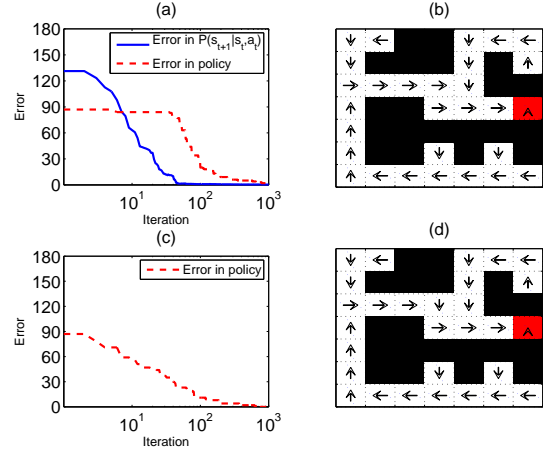 (a)
180
150
120
90
60
30
0
Error
Error in P(s_{t+1}|s_t,a_t)
Error in policy
10^1
10^2
10^3
Iteration
(b)
(c)
180
150
120
90
60
30
0
Error
Error in policy
10^1
10^2
10^3
Iteration
(d)